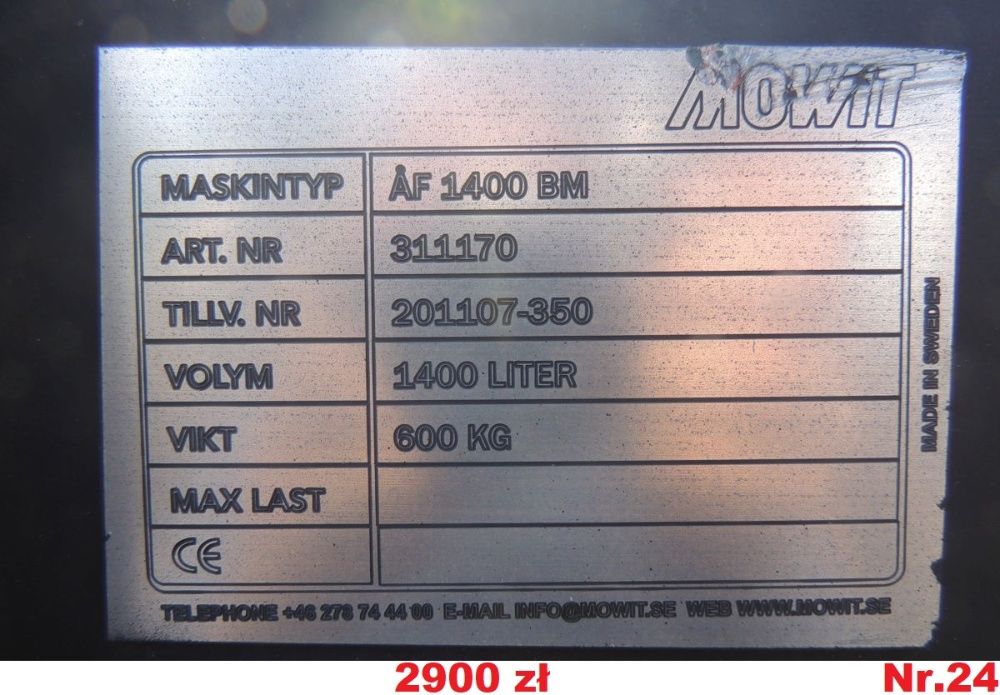 MOWIT
MASKINTYP ÅF 1400 BM
ART. NR 311170
TILLV. NR 201107-350
VOLYM 1400 LITER
VIKT 600 KG
MAX LAST
CE
TELEPHONE +46 278 74 44 00 E-MAIL INFO@MOWIT.SE WEB WWW.MOWIT.SE
MADE IN SWEDEN
2900 zł Nr.24